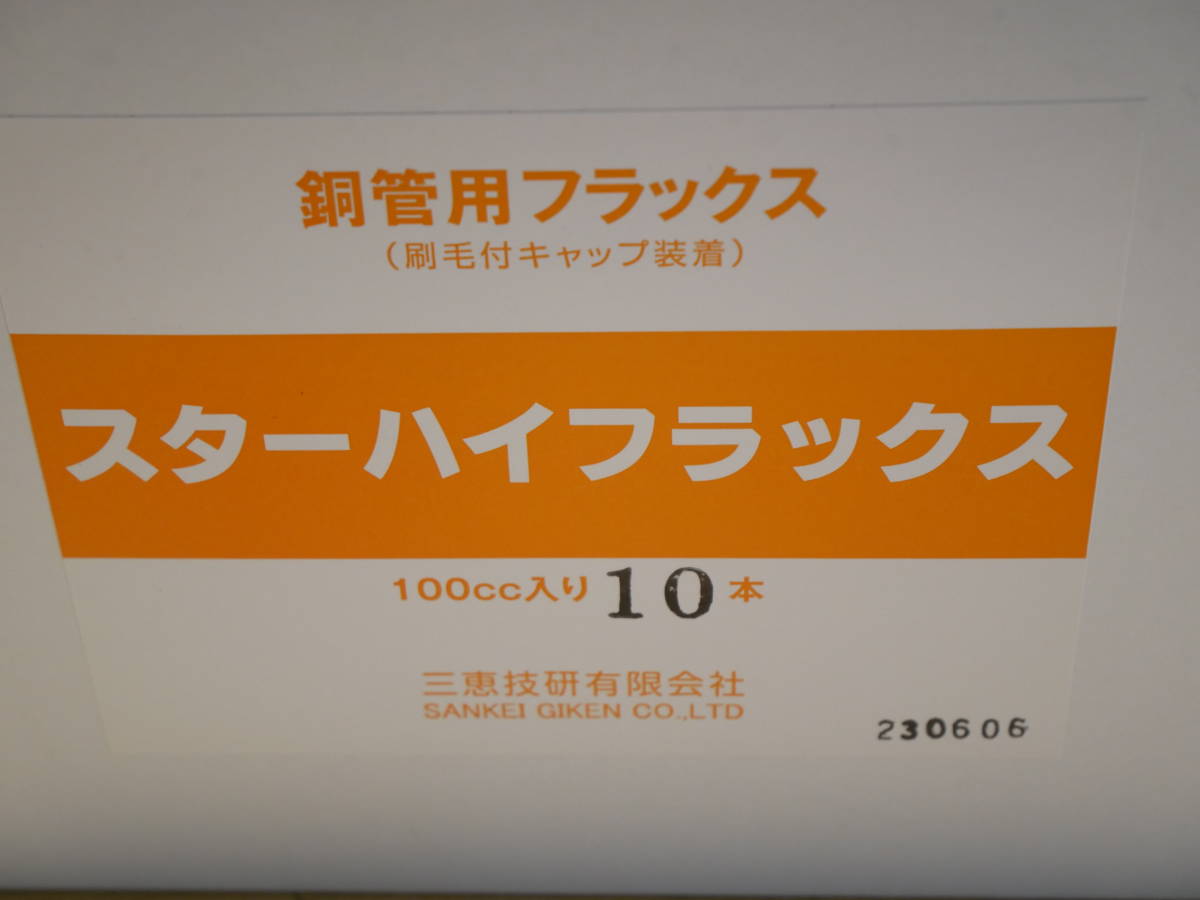 銅管用フラックス
（刷毛付キャップ装着）
スターハイフラックス
100cc入り 10 本
三恵技研有限会社
SANKEI GIKEN CO.,LTD
230606